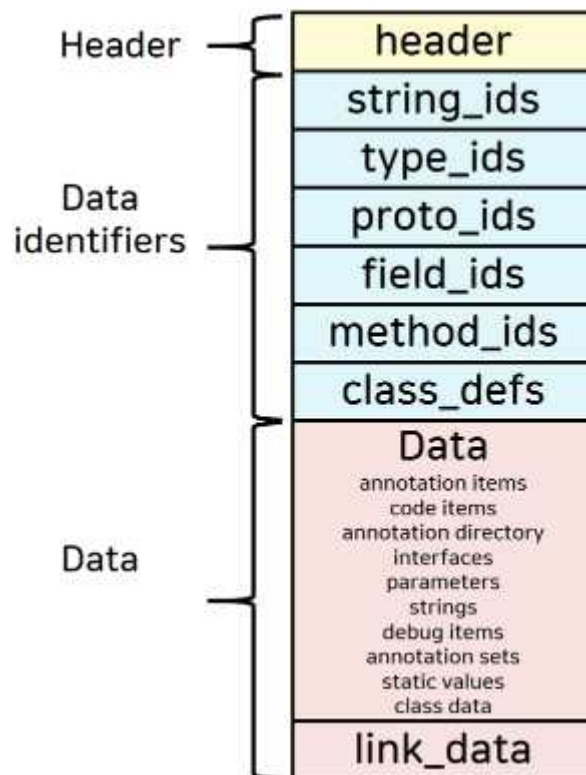 Header
header
Data
identifiers
string_ids
type_ids
proto_ids
field_ids
method_ids
class_defs
Data
Data
annotation items
code items
annotation directory
interfaces
parameters
strings
debug items
annotation sets
static values
class data
link_data